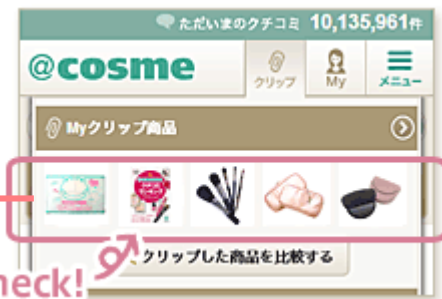 ただいまのクチコミ 10,135,961件
@cosme
クリップ
My
メニュー
Myクリップ商品
クリップした商品を比較する
heck!